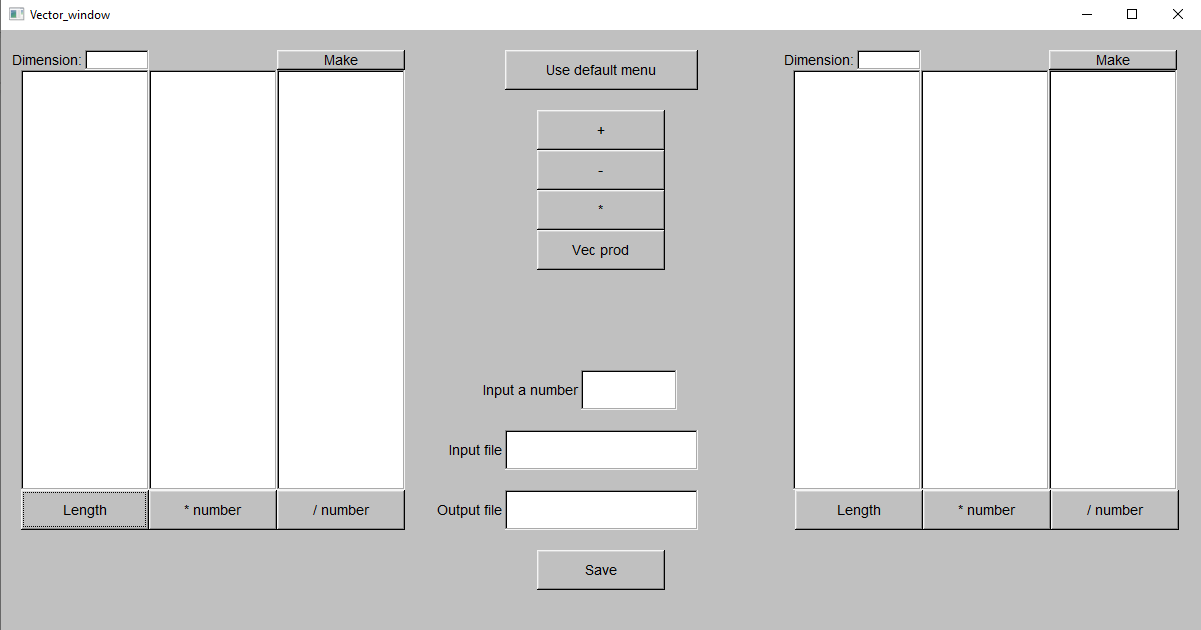 Vector_window
Dimension:
Make
Use default menu
Dimension:
Make
+
-
*
Vec prod
Input a number
Input file
Output file
Length
* number
/ number
Length
* number
/ number
Save